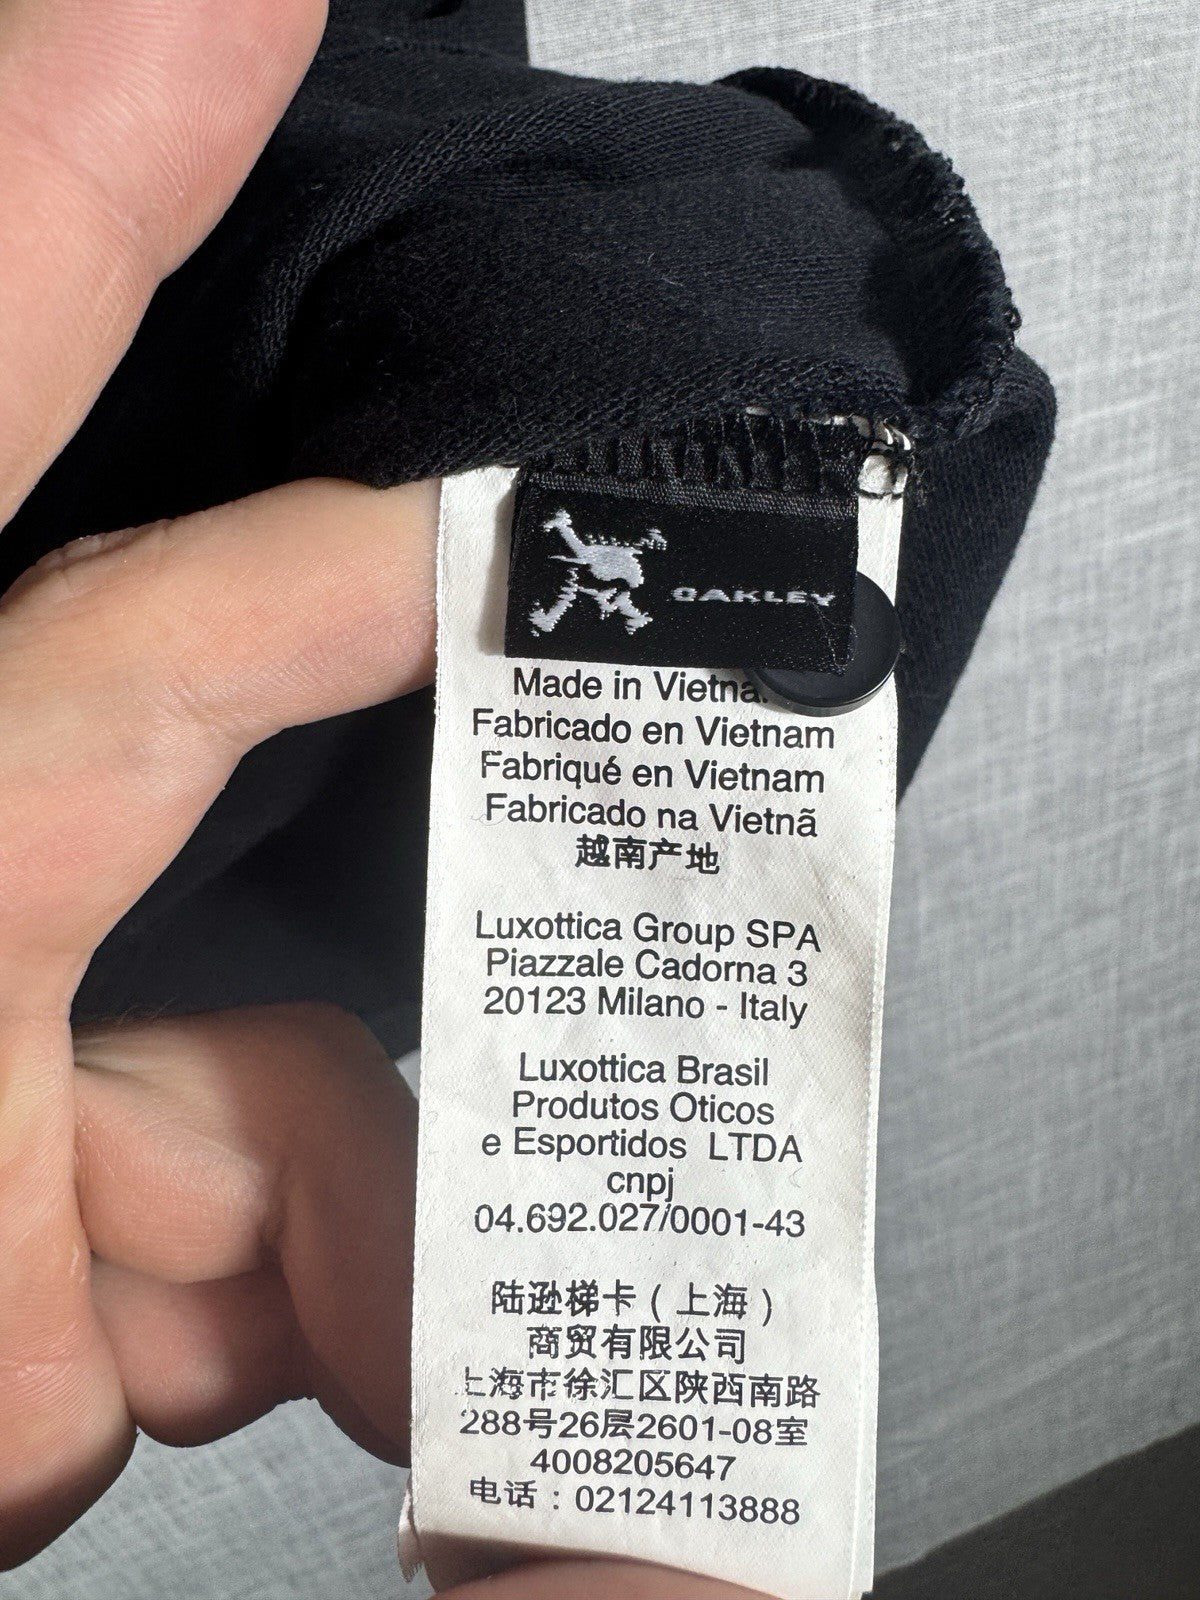 OAKLEY
Made in Vietna
Fabricado en Vietnam
Fabriqué en Vietnam
Fabricado na Vietnã
越南产地
Luxottica Group SPA
Piazzale Cadorna 3
20123 Milano - Italy
Luxottica Brasil
Produtos Oticos
e Esportidos LTDA
cnpj
04.692.027/0001-43
陆逊梯卡（上海）
商贸有限公司
上海市徐汇区陕西南路
288号26层2601-08室
4008205647
电话：02124113888